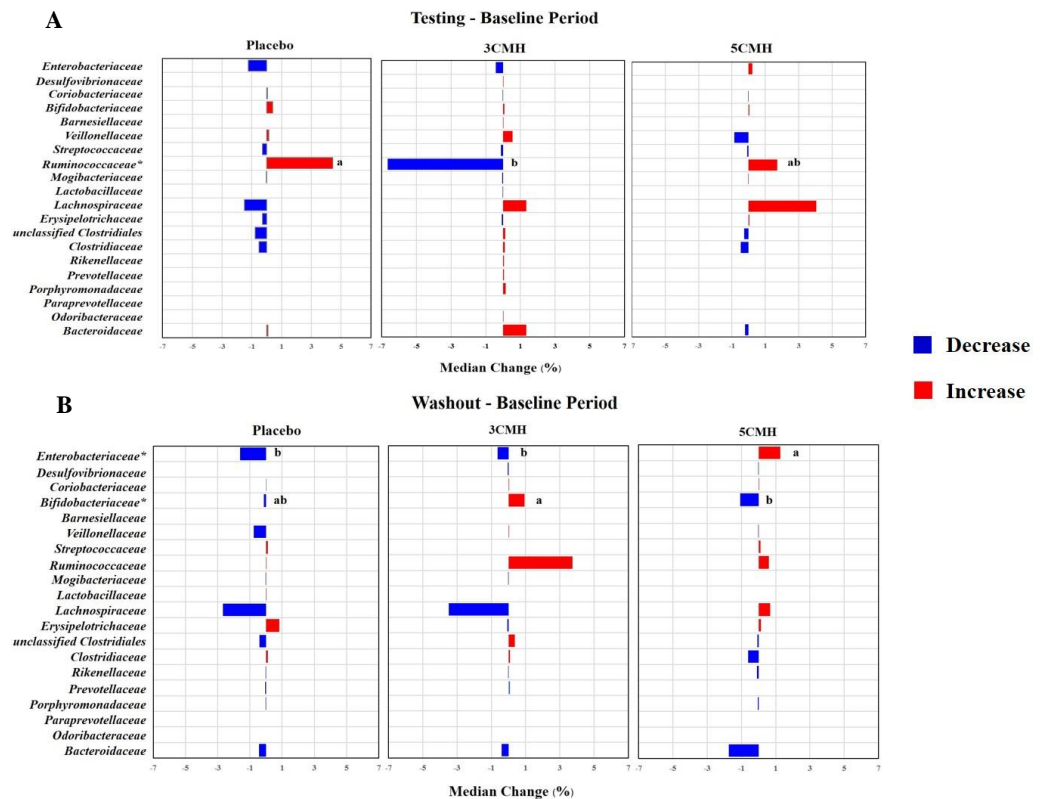 A
Testing - Baseline Period
Placebo
3CMH
5CMH
Enterobacteriaceae
Desulfovibrionaceae
Coriobacteriaceae
Bifidobacteriaceae
Barnesiellaceae
Veillonellaceae
Streptococcaceae
Ruminococcaceae* a b ab
Mogibacteriaceae
Lactobacillaceae
Lachnospiraceae
Erysipelotrichaceae
unclassified Clostridiales
Clostridiaceae
Rikenellaceae
Prevotellaceae
Porphyromonadaceae
Paraprevotellaceae
Odoribacteraceae
Bacteroidaceae
-7 -5 -3 -1 1 3 5 7 -7 -5 -3 -1 1 3 5 7 -7 -5 -3 -1 1 3 5 7
Median Change (%)
Decrease
Increase
B
Washout - Baseline Period
Placebo
3CMH
5CMH
Enterobacteriaceae* b b a
Desulfovibrionaceae
Coriobacteriaceae
Bifidobacteriaceae* ab a b
Barnesiellaceae
Veillonellaceae
Streptococcaceae
Ruminococcaceae
Mogibacteriaceae
Lactobacillaceae
Lachnospiraceae
Erysipelotrichaceae
unclassified Clostridiales
Clostridiaceae
Rikenellaceae
Prevotellaceae
Porphyromonadaceae
Paraprevotellaceae
Odoribacteraceae
Bacteroidaceae
-7 -5 -3 -1 1 3 5 7 -7 -5 -3 -1 1 3 5 7 -7 -5 -3 -1 1 3 5 7
Median Change (%)